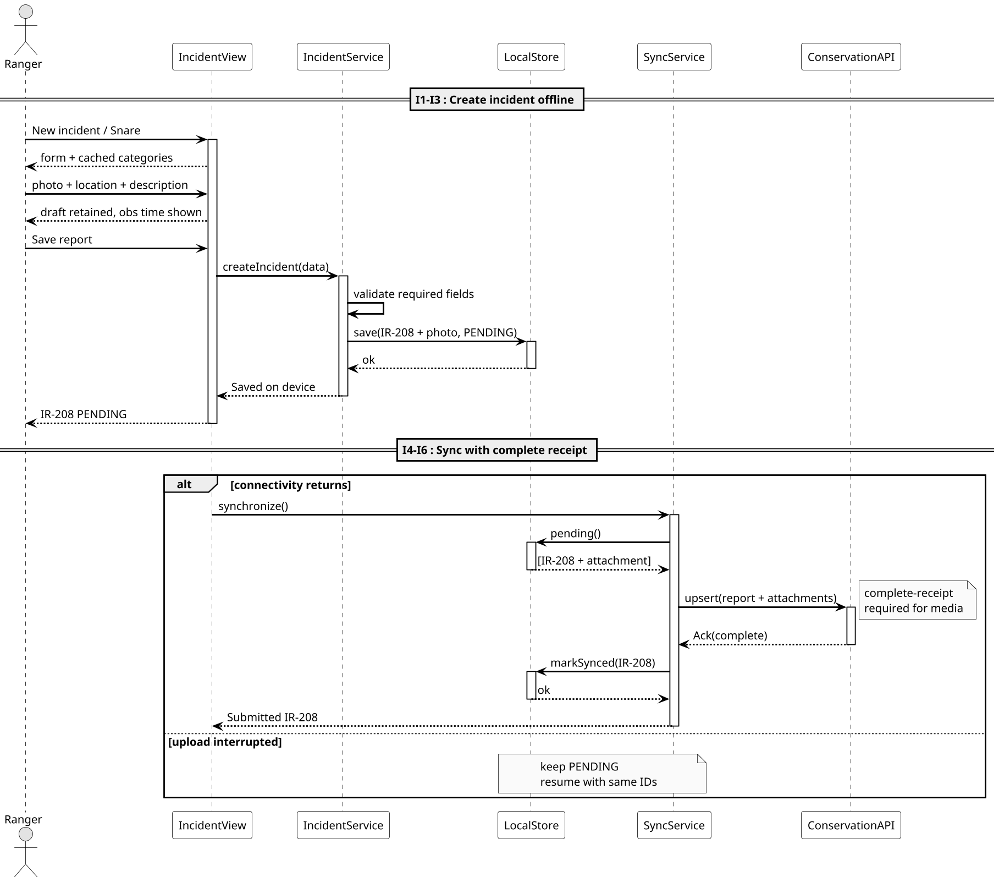 Ranger
IncidentView
IncidentService
LocalStore
SyncService
ConservationAPI
I1-I3 : Create incident offline
New incident / Snare
form + cached categories
photo + location + description
draft retained, obs time shown
Save report
createIncident(data)
validate required fields
save(IR-208 + photo, PENDING)
ok
Saved on device
IR-208 PENDING
I4-I6 : Sync with complete receipt
alt
[connectivity returns]
synchronize()
pending()
[IR-208 + attachment]
upsert(report + attachments)
complete-receipt
required for media
Ack(complete)
markSynced(IR-208)
ok
Submitted IR-208
[upload interrupted]
keep PENDING
resume with same IDs
Ranger
IncidentView
IncidentService
LocalStore
SyncService
ConservationAPI